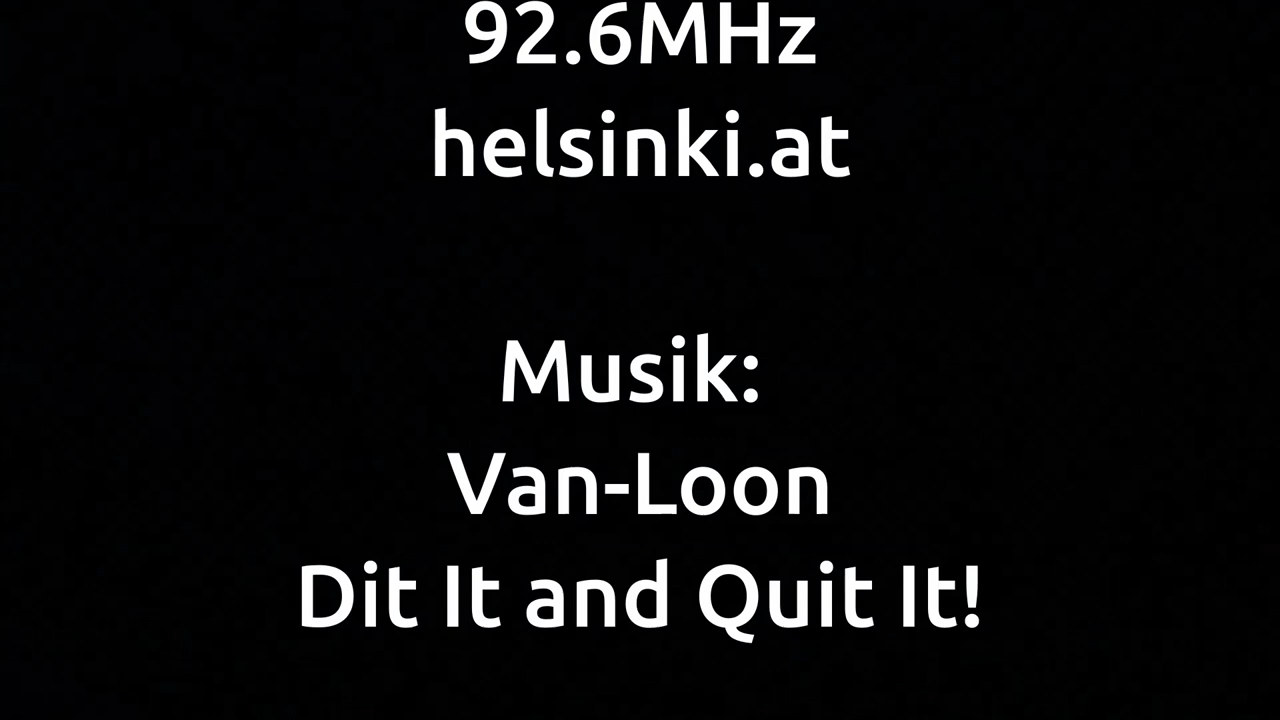 92.6MHz
helsinki.at
Musik:
Van-Loon
Dit It and Quit It!